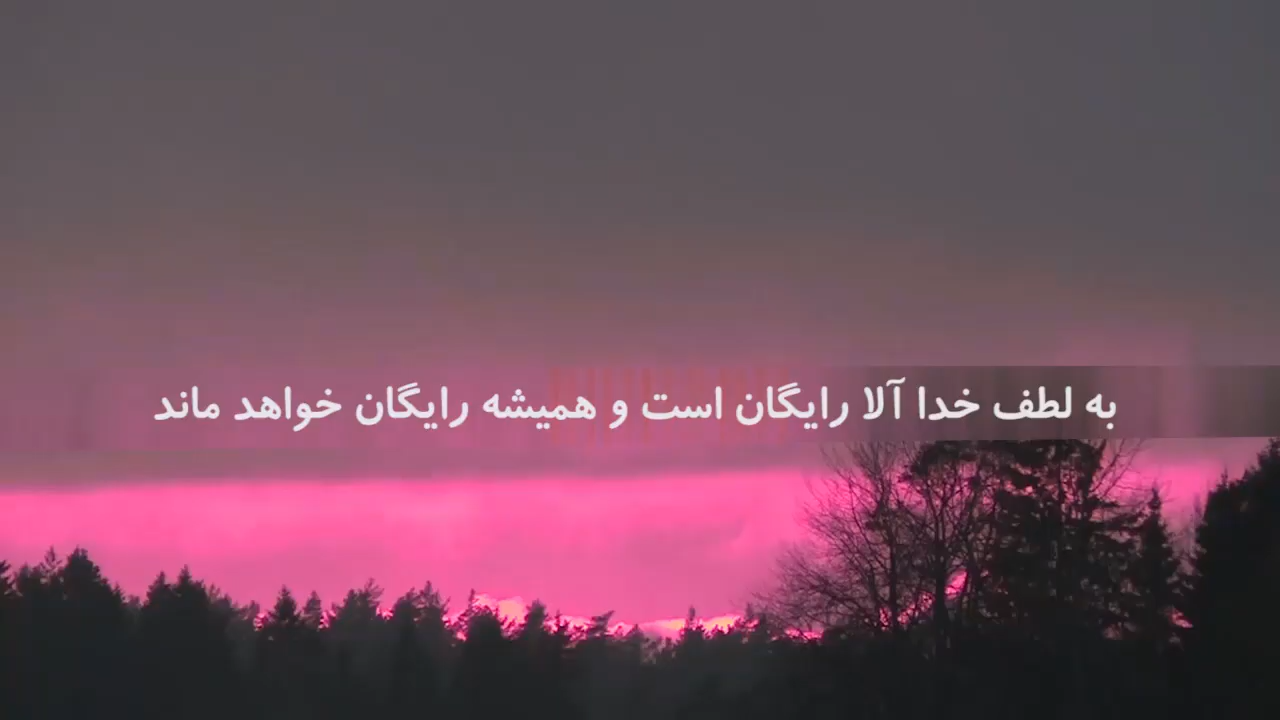 به لطف خدا آلا رایگان است و همیشه رایگان خواهد ماند